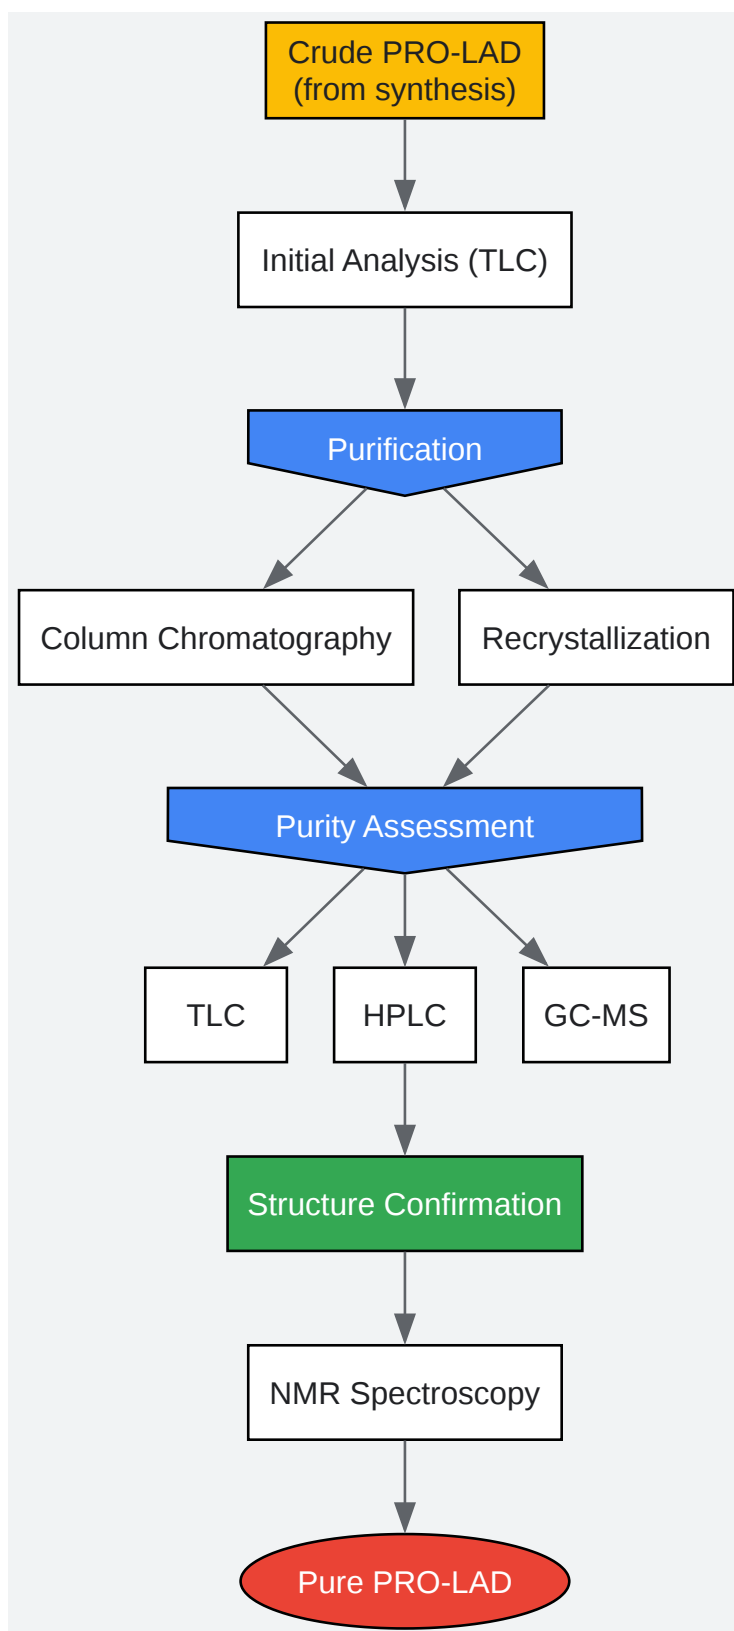 Crude PRO-LAD
(from synthesis)
Initial Analysis (TLC)
Purification
Column Chromatography
Recrystallization
Purity Assessment
TLC
HPLC
GC-MS
Structure Confirmation
NMR Spectroscopy
Pure PRO-LAD